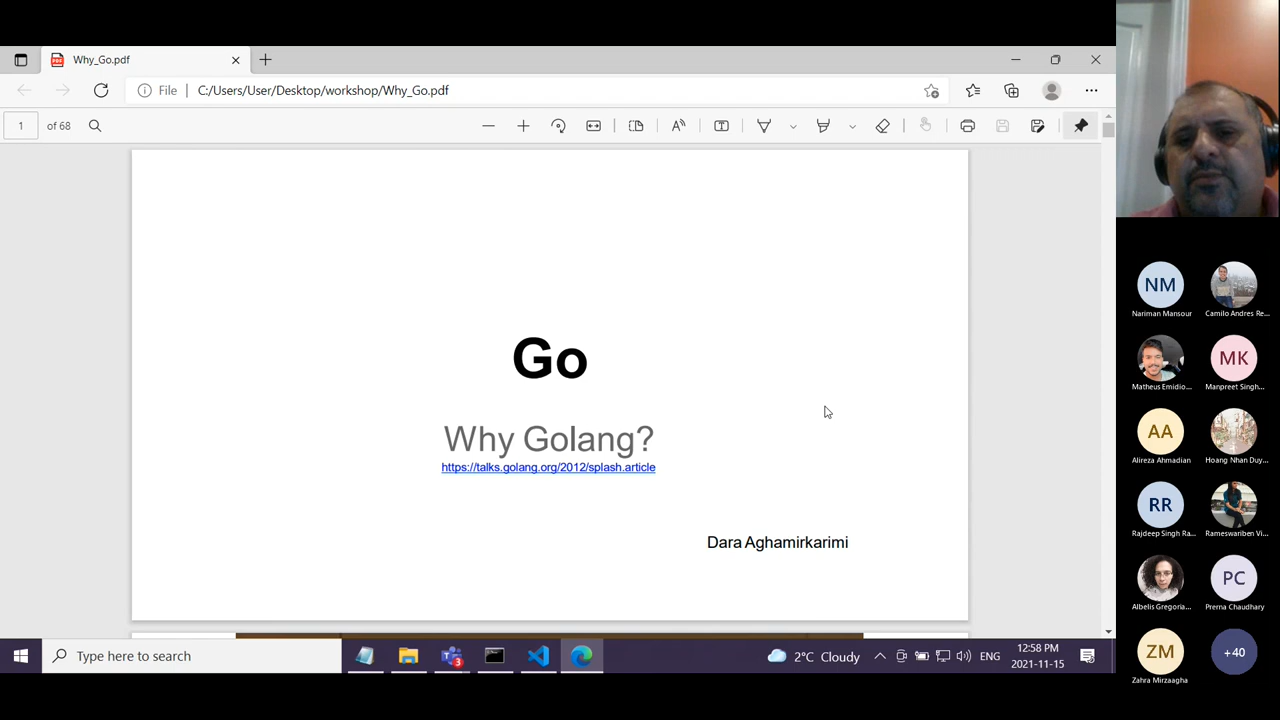 Why_Go.pdf
File
C:/Users/User/Desktop/workshop/Why_Go.pdf
1
of 68
Go
Why Golang?
https://talks.golang.org/2012/splash.article
Dara Aghamirkarimi
NM
Nariman Mansour
Camilo Andres Re...
Matheus Emidio...
MK
Manpreet Singh...
AA
Alireza Ahmadian
Hoang Nhan Duy...
RR
Rajdeep Singh Ra...
Rameswariben Vi...
Albelis Gregoria...
PC
Prerna Chaudhary
ZM
Zahra Mirzaagha
+40
Type here to search
3
2°C Cloudy
ENG
12:58 PM
2021-11-15